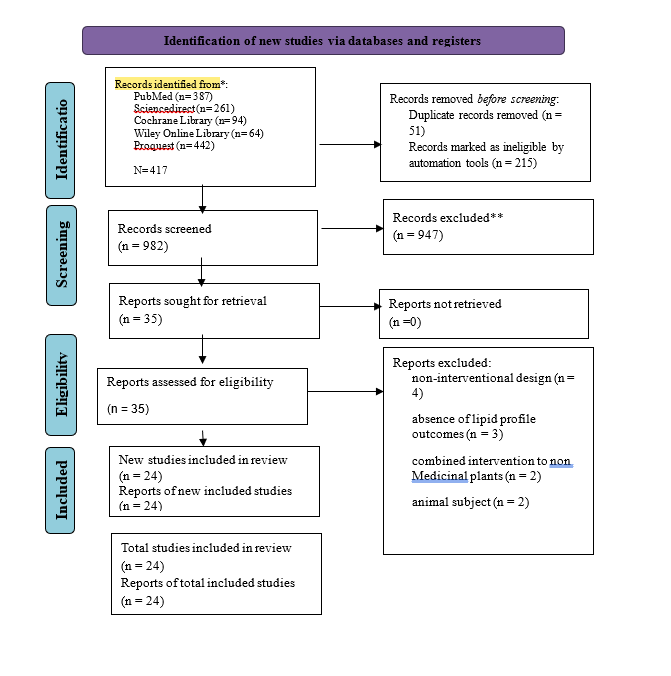 Identification of new studies via databases and registers
Identificatio
Records identified from*:
PubMed (n=387)
Sciencedirect (n=261)
Cochrane Library (n=94)
Wiley Online Library (n=64)
Proquest (n=442)
N=417
Records removed before screening:
Duplicate records removed (n =
51)
Records marked as ineligible by
automation tools (n = 215)
Screening
Records screened
(n = 982)
Records excluded**
(n = 947)
Reports sought for retrieval
(n = 35)
Reports not retrieved
(n =0)
Eligibility
Reports assessed for eligibility
(n = 35)
Reports excluded:
non-interventional design (n =
4)
absence of lipid profile
outcomes (n = 3)
combined intervention to non
Medicinal plants (n = 2)
animal subject (n = 2)
Included
New studies included in review
(n = 24)
Reports of new included studies
(n = 24)
Total studies included in review
(n = 24)
Reports of total included studies
(n = 24)